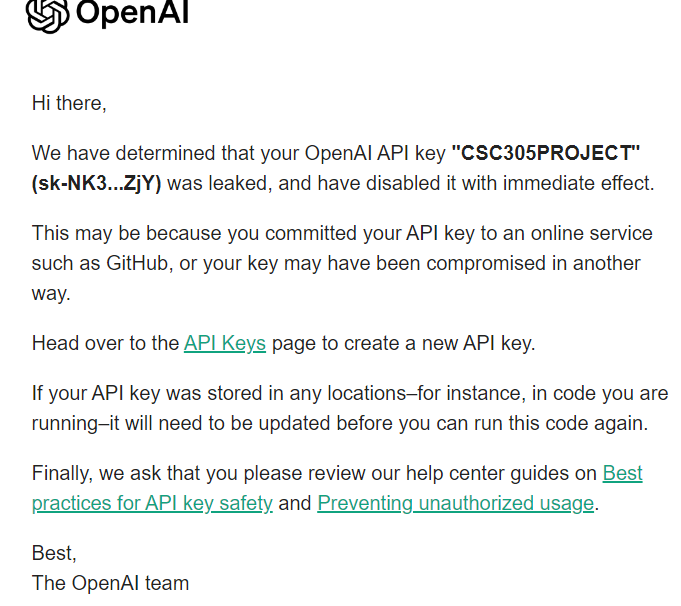 OpenAI
Hi there,
We have determined that your OpenAI API key "CSC305PROJECT"
(sk-NK3...ZjY) was leaked, and have disabled it with immediate effect.
This may be because you committed your API key to an online service
such as GitHub, or your key may have been compromised in another
way.
Head over to the API Keys page to create a new API key.
If your API key was stored in any locations–for instance, in code you are
running–it will need to be updated before you can run this code again.
Finally, we ask that you please review our help center guides on Best
practices for API key safety and Preventing unauthorized usage.
Best,
The OpenAI team